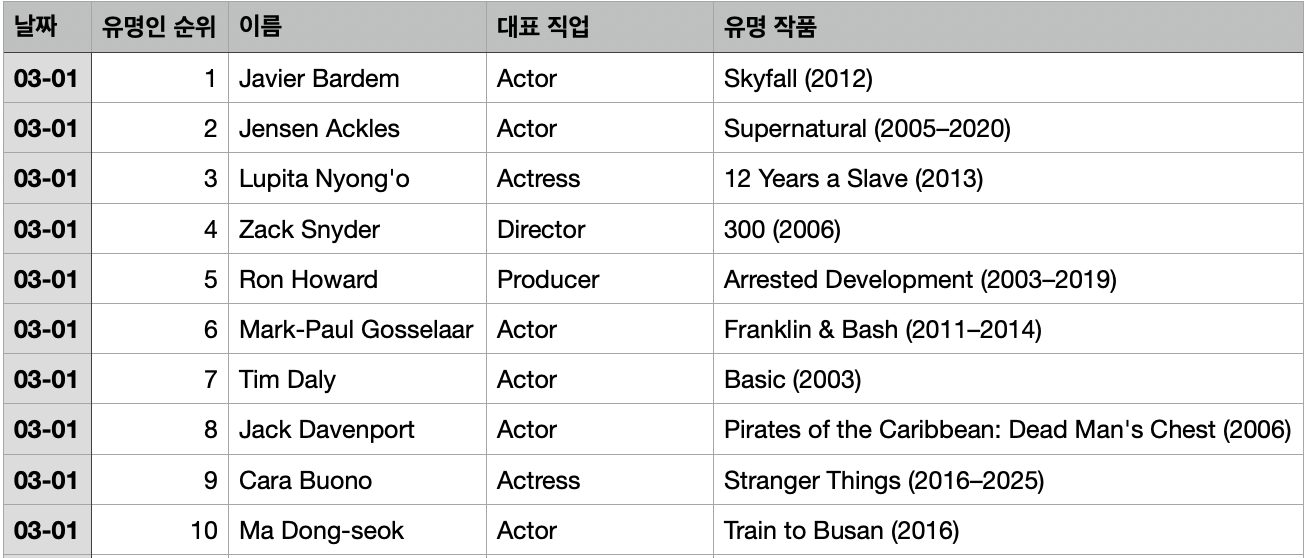 날짜 유명인 순위 이름 대표 직업 유명 작품
03-01 1 Javier Bardem Actor Skyfall (2012)
03-01 2 Jensen Ackles Actor Supernatural (2005–2020)
03-01 3 Lupita Nyong'o Actress 12 Years a Slave (2013)
03-01 4 Zack Snyder Director 300 (2006)
03-01 5 Ron Howard Producer Arrested Development (2003–2019)
03-01 6 Mark-Paul Gosselaar Actor Franklin & Bash (2011–2014)
03-01 7 Tim Daly Actor Basic (2003)
03-01 8 Jack Davenport Actor Pirates of the Caribbean: Dead Man's Chest (2006)
03-01 9 Cara Buono Actress Stranger Things (2016–2025)
03-01 10 Ma Dong-seok Actor Train to Busan (2016)